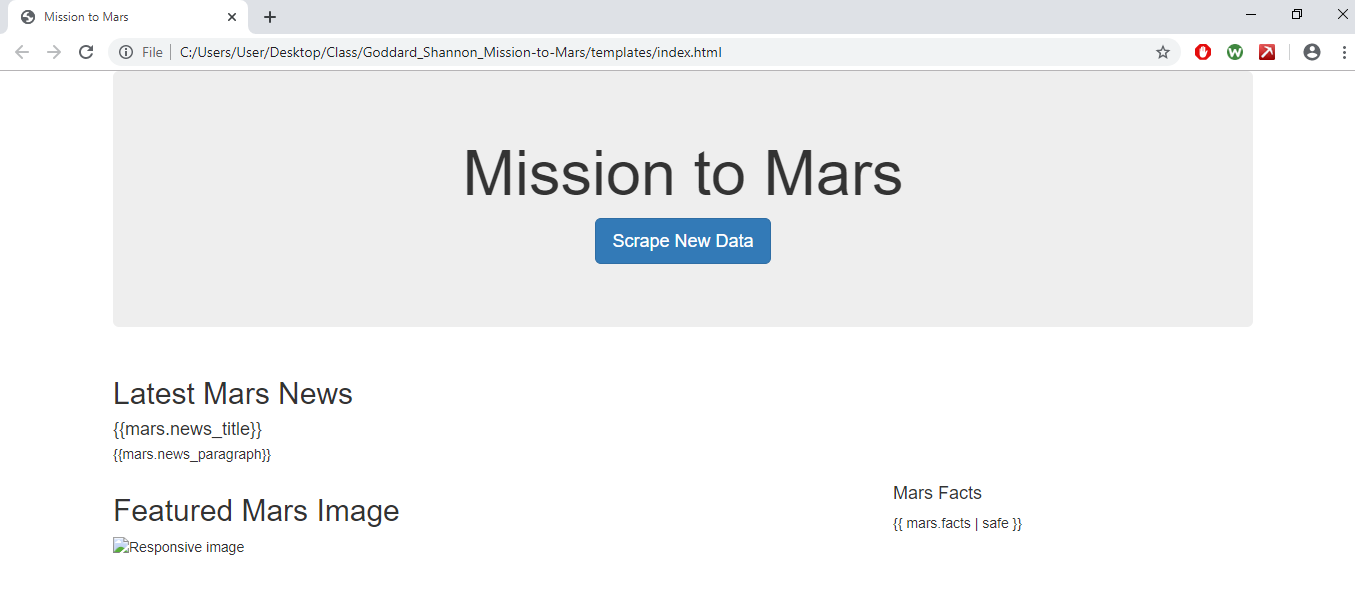 Mission to Mars
File C:/Users/User/Desktop/Class/Goddard_Shannon_Mission-to-Mars/templates/index.html
W
Mission to Mars
Scrape New Data
Latest Mars News
{{mars.news_title}}
{{mars.news_paragraph}}
Featured Mars Image
Responsive image
Mars Facts
{{ mars.facts | safe }}